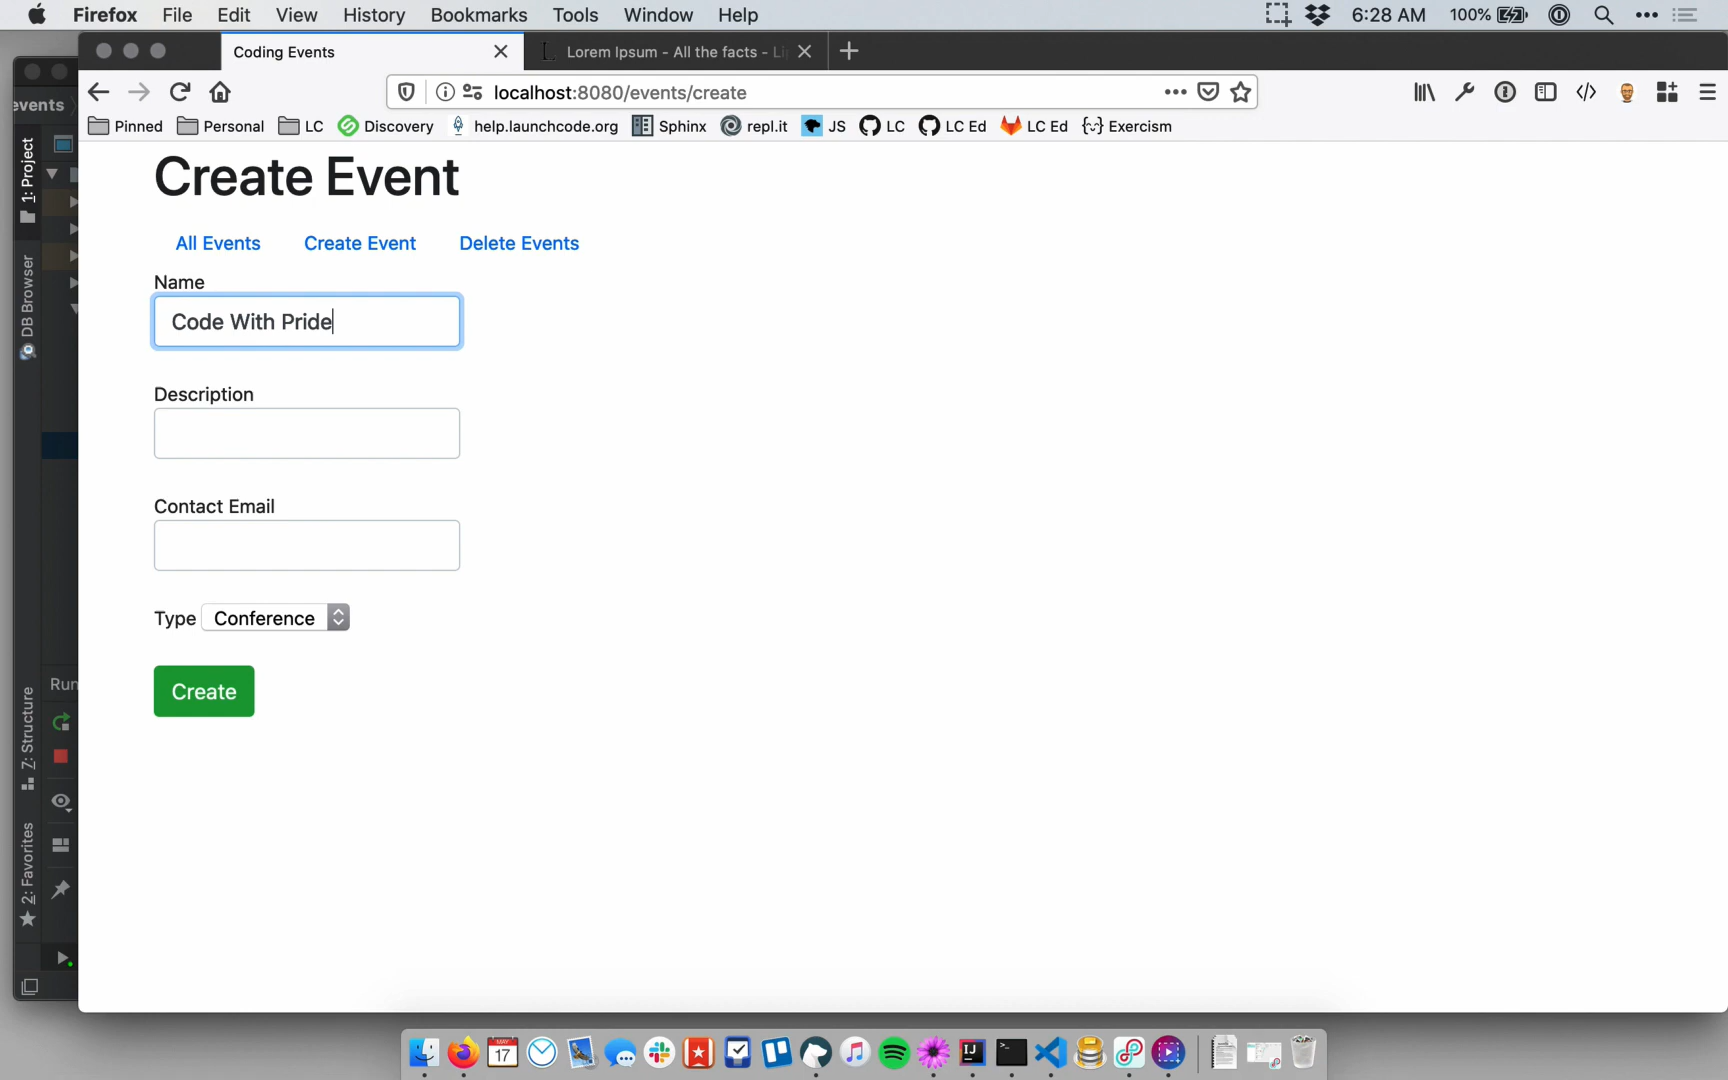 Firefox File Edit View History Bookmarks Tools Window Help 6:28 AM 100%
Coding Events Lorem Ipsum - All the facts - Li
localhost:8080/events/create
Pinned Personal LC Discovery help.launchcode.org Sphinx repl.it JS LC LC Ed LC Ed {} Exercism
events
1: Project
DB Browser
7: Structure
2: Favorites
Run
Create Event
All Events Create Event Delete Events
Name
Code With Pride
Description
Contact Email
Type Conference
Create
MAY
17
IJ
>_